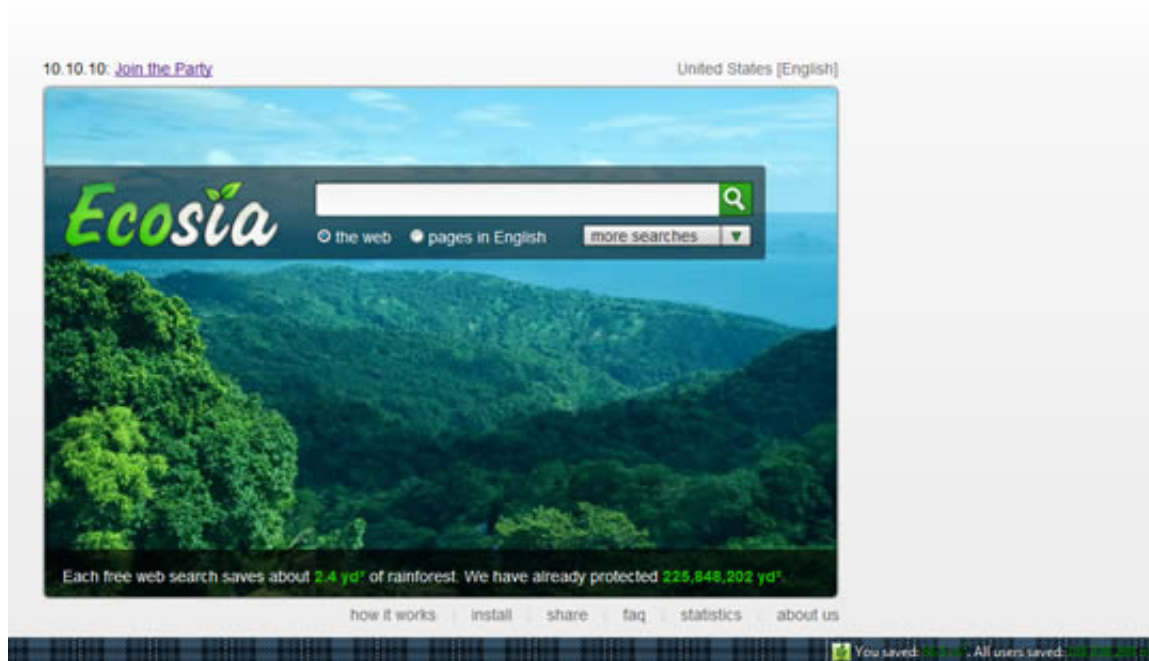 10.10.10: Join the Party
United States [English]
Ecosia
the web pages in English more searches
Each free web search saves about 2.4 yd² of rainforest. We have already protected 225,848,202 yd².
how it works install share faq statistics about us
You saved: . All users saved: